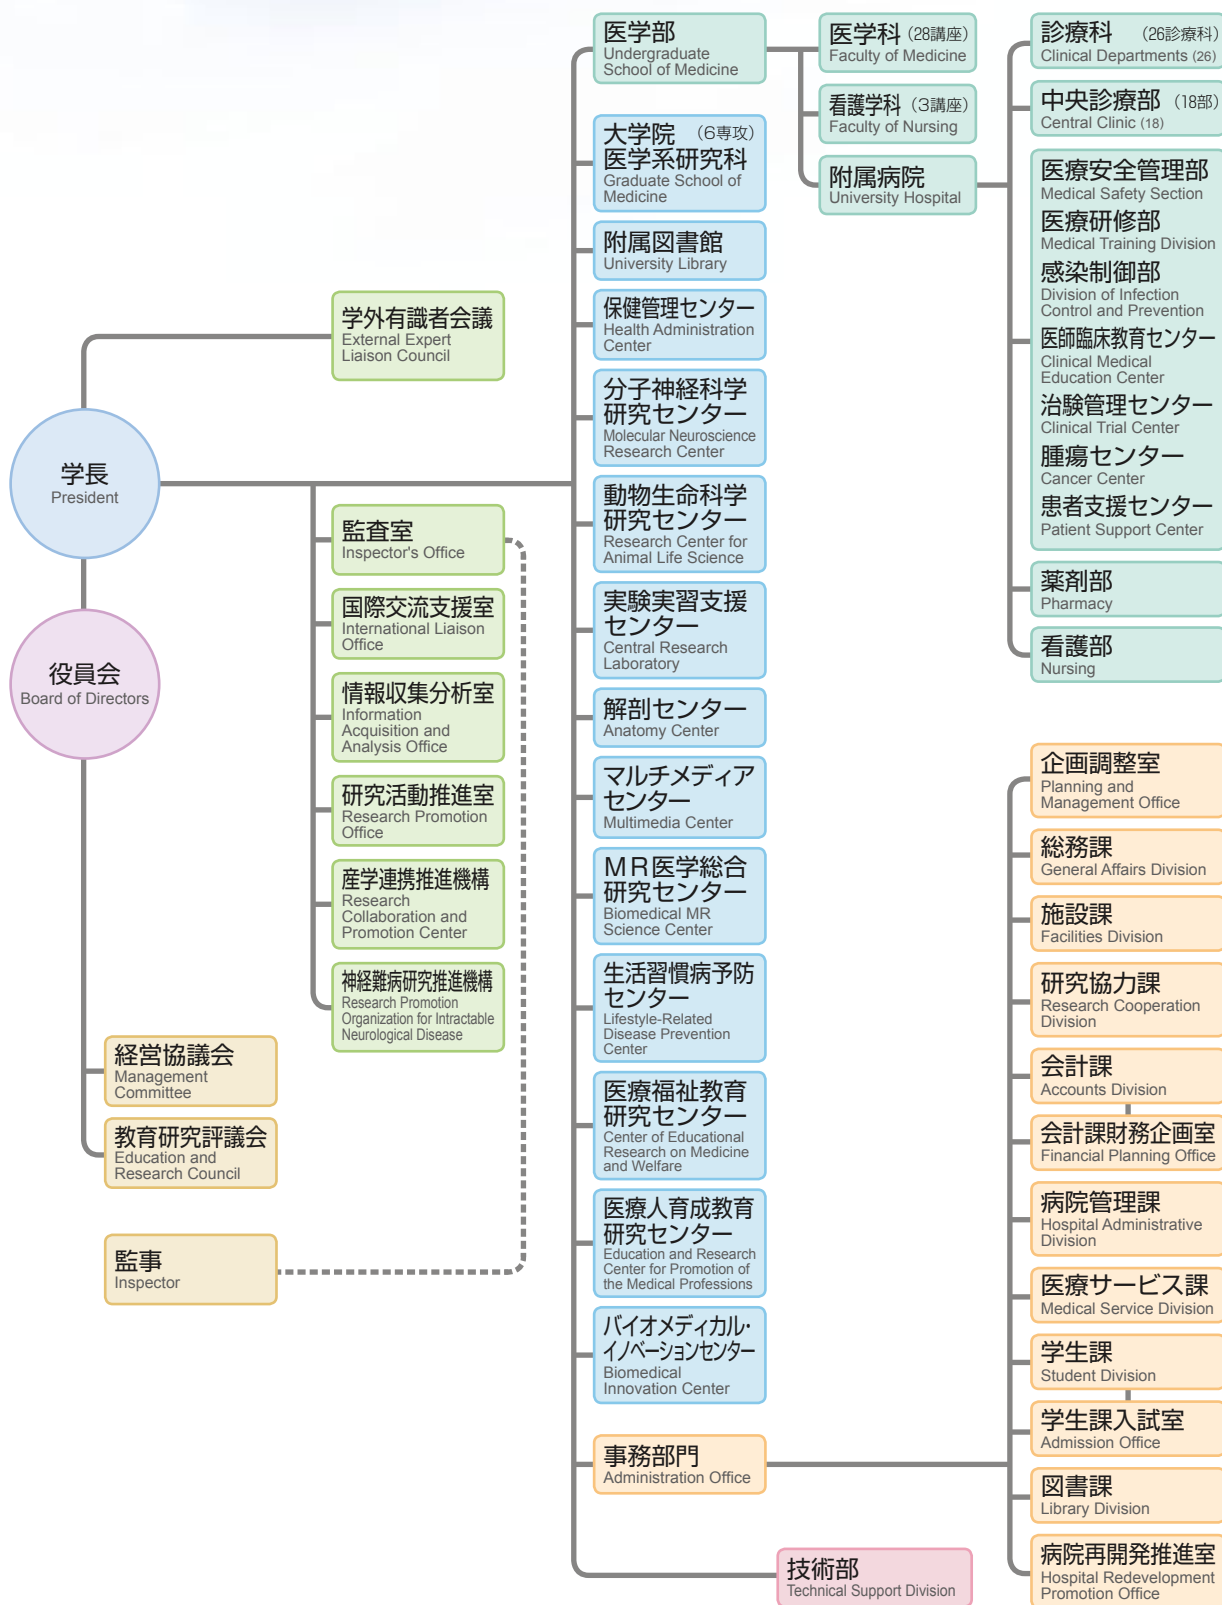 学長
President
役員会
Board of Directors
学外有識者会議
External Expert
Liaison Council
監査室
Inspector's Office
国際交流支援室
International Liaison
Office
情報収集分析室
Information
Acquisition and
Analysis Office
研究活動推進室
Research Promotion
Office
産学連携推進機構
Research
Collaboration and
Promotion Center
神経難病研究推進機構
Research Promotion
Organization for Intractable
Neurological Disease
経営協議会
Management
Committee
教育研究評議会
Education and
Research Council
監事
Inspector
医学部
Undergraduate
School of Medicine
大学院 (6専攻)
医学系研究科
Graduate School of
Medicine
附属図書館
University Library
保健管理センター
Health Administration
Center
分子神経科学
研究センター
Molecular Neuroscience
Research Center
動物生命科学
研究センター
Research Center for
Animal Life Science
実験実習支援
センター
Central Research
Laboratory
解剖センター
Anatomy Center
マルチメディア
センター
Multimedia Center
MR医学総合
研究センター
Biomedical MR
Science Center
生活習慣病予防
センター
Lifestyle-Related
Disease Prevention
Center
医療福祉教育
研究センター
Center of Educational
Research on Medicine
and Welfare
医療人育成教育
研究センター
Education and Research
Center for Promotion of
the Medical Professions
バイオメディカル・
イノベーションセンター
Biomedical
Innovation Center
事務部門
Administration Office
技術部
Technical Support Division
医学科 (28講座)
Faculty of Medicine
看護学科 (3講座)
Faculty of Nursing
附属病院
University Hospital
診療科 (26診療科)
Clinical Departments (26)
中央診療部 (18部)
Central Clinic (18)
医療安全管理部
Medical Safety Section
医療研修部
Medical Training Division
感染制御部
Division of Infection
Control and Prevention
医師臨床教育センター
Clinical Medical
Education Center
治験管理センター
Clinical Trial Center
腫瘍センター
Cancer Center
患者支援センター
Patient Support Center
薬剤部
Pharmacy
看護部
Nursing
企画調整室
Planning and
Management Office
総務課
General Affairs Division
施設課
Facilities Division
研究協力課
Research Cooperation
Division
会計課
Accounts Division
会計課財務企画室
Financial Planning Office
病院管理課
Hospital Administrative
Division
医療サービス課
Medical Service Division
学生課
Student Division
学生課入試室
Admission Office
図書課
Library Division
病院再開発推進室
Hospital Redevelopment
Promotion Office